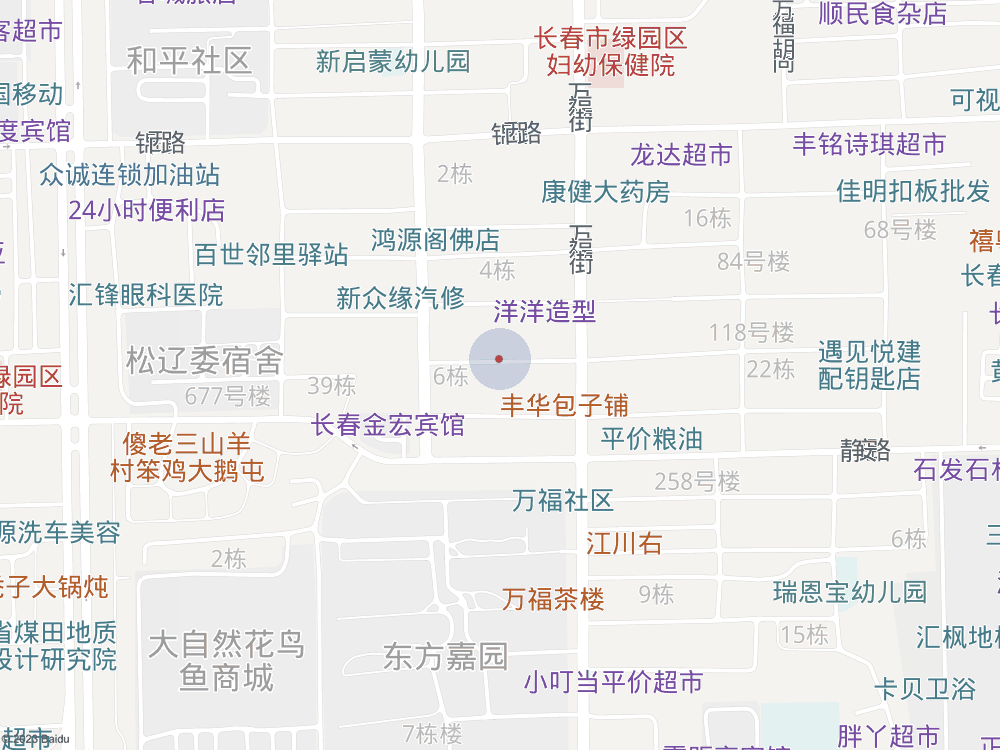 客超市
顺民食杂店
万福胡同
长春市绿园区
妇幼保健院
和平社区
新启蒙幼儿园
国移动
万福街
可视
度宾馆
龙达超市
丰铭诗琪超市
众诚连锁加油站
2栋
康健大药房
佳明扣板批发
24小时便利店
16栋
68号楼
万福街
鸿源阁佛店
百世邻里驿站
84号楼
4栋
长春
汇锋眼科医院
新众缘汽修
洋洋造型
118号楼
松辽委宿舍
遇见悦建
配钥匙店
22栋
6栋
39栋
677号楼
绿园区
院
丰华包子铺
长春金宏宾馆
平价粮油
傻老三山羊
村笨鸡大鹅屯
静安路
石发石材
258号楼
万福社区
源洗车美容
江川右
6栋
2栋
子大锅炖
万福茶楼
9栋
瑞恩宝幼儿园
省煤田地质
设计研究院
15栋
汇枫地板
大自然花鸟
鱼商城
东方嘉园
小叮当平价超市
卡贝卫浴
7栋楼
胖丫超市
超市
© 2023 Baidu